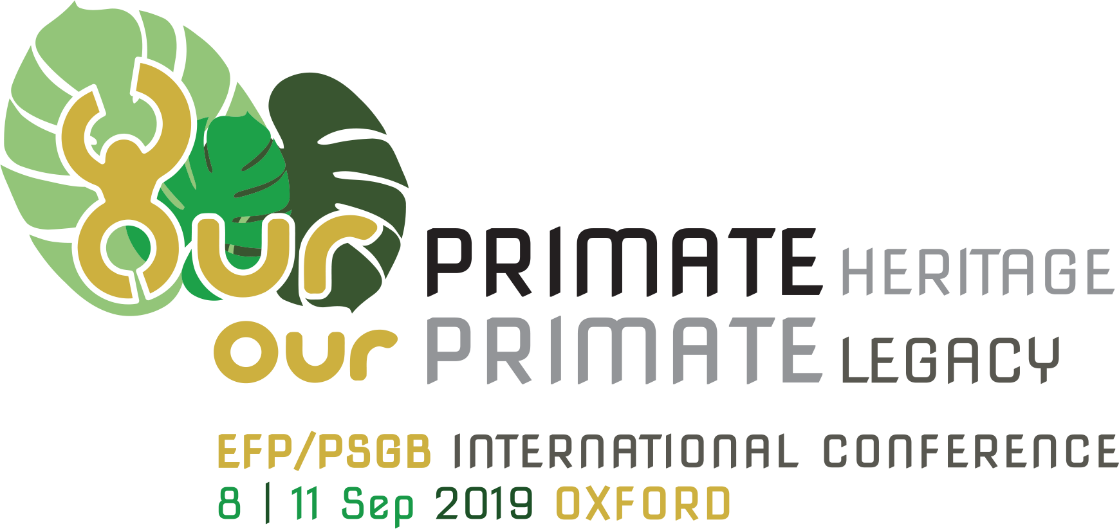 Our PRIMATE HERITAGE
our PRIMATE LEGACY
EFP/PSGB INTERNATIONAL CONFERENCE
8 | 11 Sep 2019 OXFORD